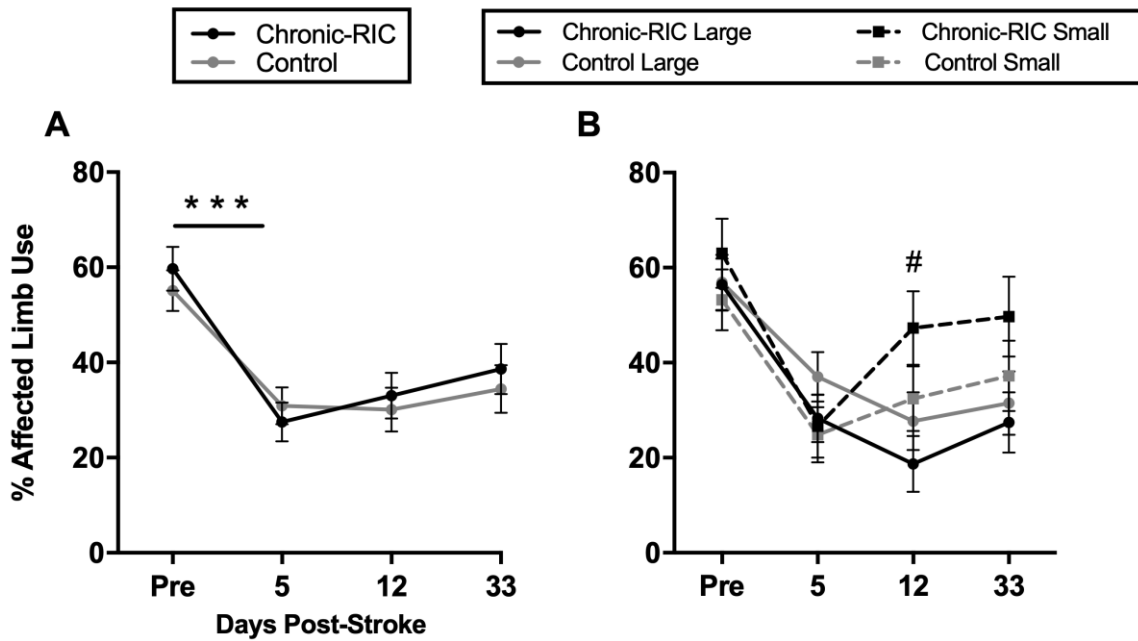 Chronic-RIC
Control
Chronic-RIC Large
Chronic-RIC Small
Control Large
Control Small
A
B
% Affected Limb Use
80
60
40
20
0
***
Pre
5
12
33
Days Post-Stroke
80
60
40
20
0
#
Pre
5
12
33